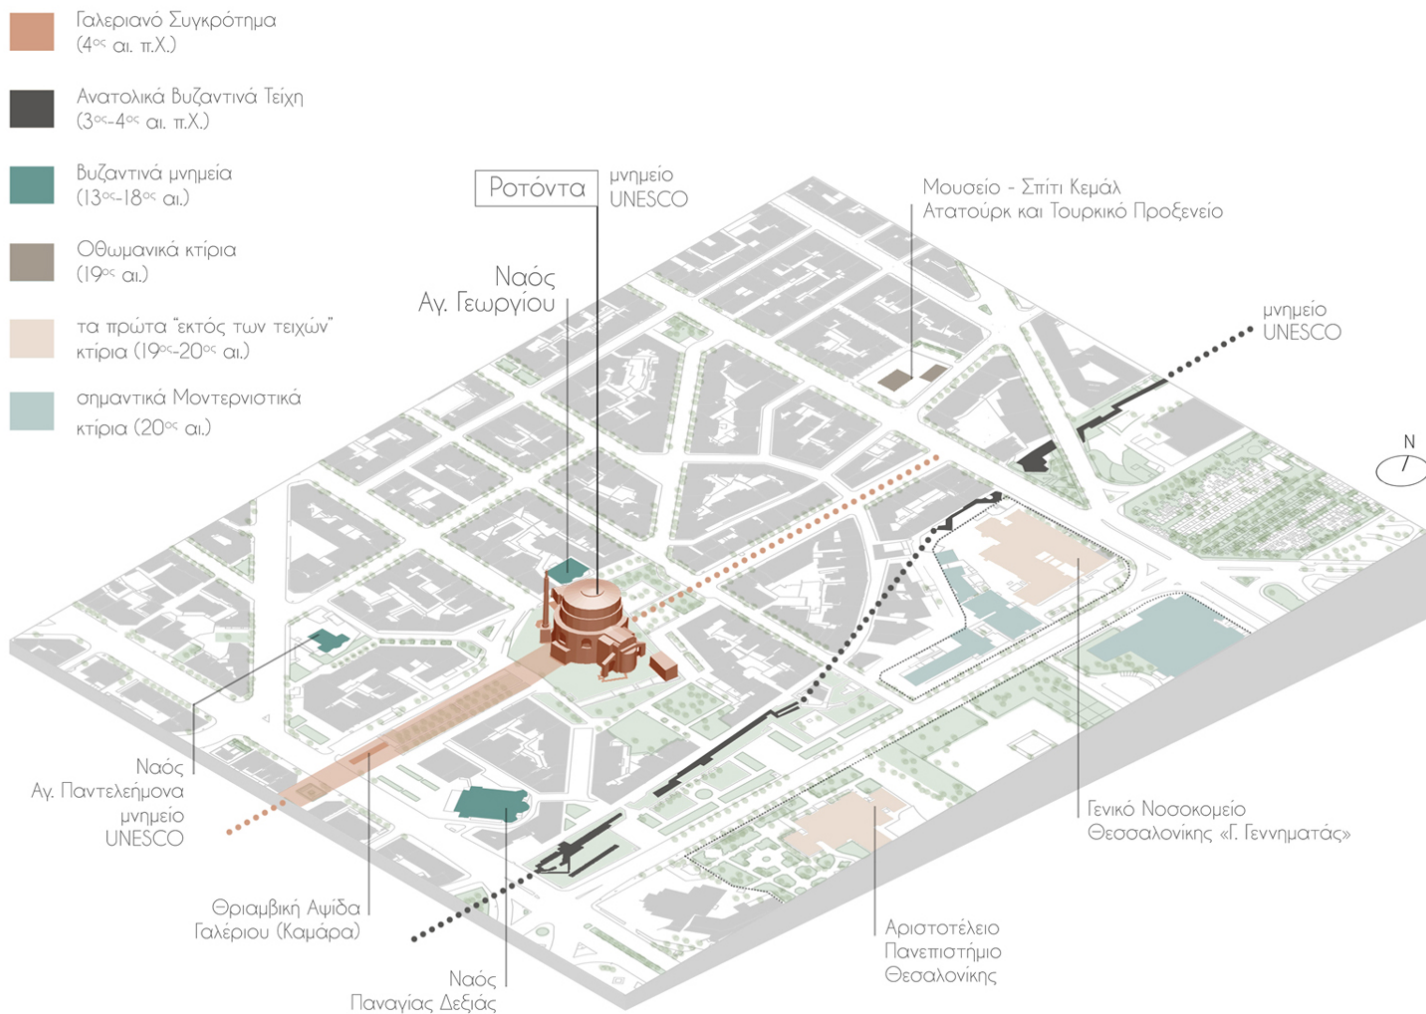 Γαλεριανό Συγκρότημα
(4ος αι. π.Χ.)
Ανατολικά Βυζαντινά Τείχη
(3ος-4ος αι. π.Χ.)
Βυζαντινά μνημεία
(13ος-18ος αι.)
Οθωμανικά κτίρια
(19ος αι.)
τα πρώτα "εκτός των τειχών"
κτίρια (19ος-20ος αι.)
σημαντικά Μοντερνιστικά
κτίρια (20ος αι.)
Ροτόντα
μνημείο
UNESCO
Ναός
Αγ. Γεωργίου
Μουσείο - Σπίτι Κεμάλ
Ατατούρκ και Τουρκικό Προξενείο
μνημείο
UNESCO
N
Ναός
Αγ. Παντελεήμονα
μνημείο
UNESCO
Θριαμβική Αψίδα
Γαλέριου (Καμάρα)
Ναός
Παναγίας Δεξιάς
Γενικό Νοσοκομείο
Θεσσαλονίκης «Γ. Γεννηματάς»
Αριστοτέλειο
Πανεπιστήμιο
Θεσαλονίκης